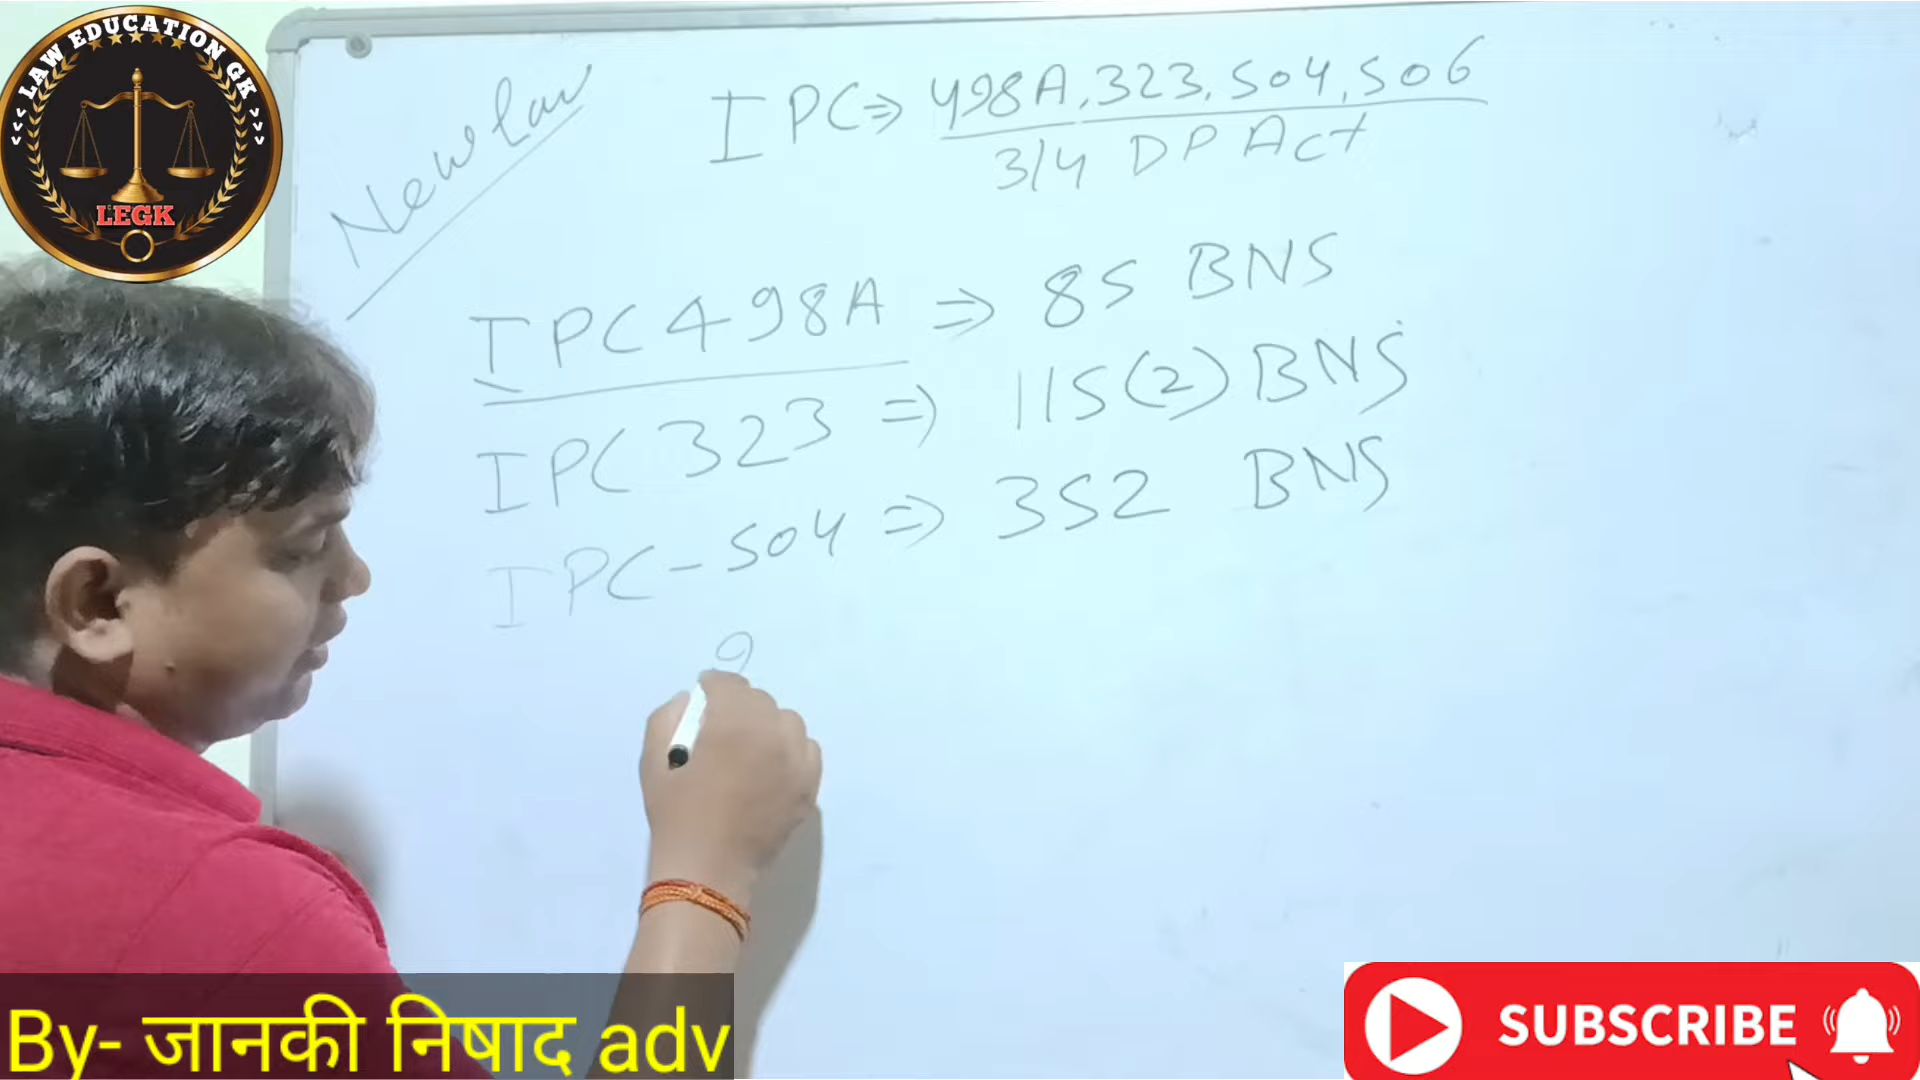 LAW EDUCATION GK
LEGK
New law
IPC ⇒ 498A, 323, 504, 506
3/4 DP Act
IPC 498A ⇒ 85 BNS
IPC 323 ⇒ 115(2) BNS
IPC-504 ⇒ 352 BNS
By- जानकी निषाद adv
SUBSCRIBE